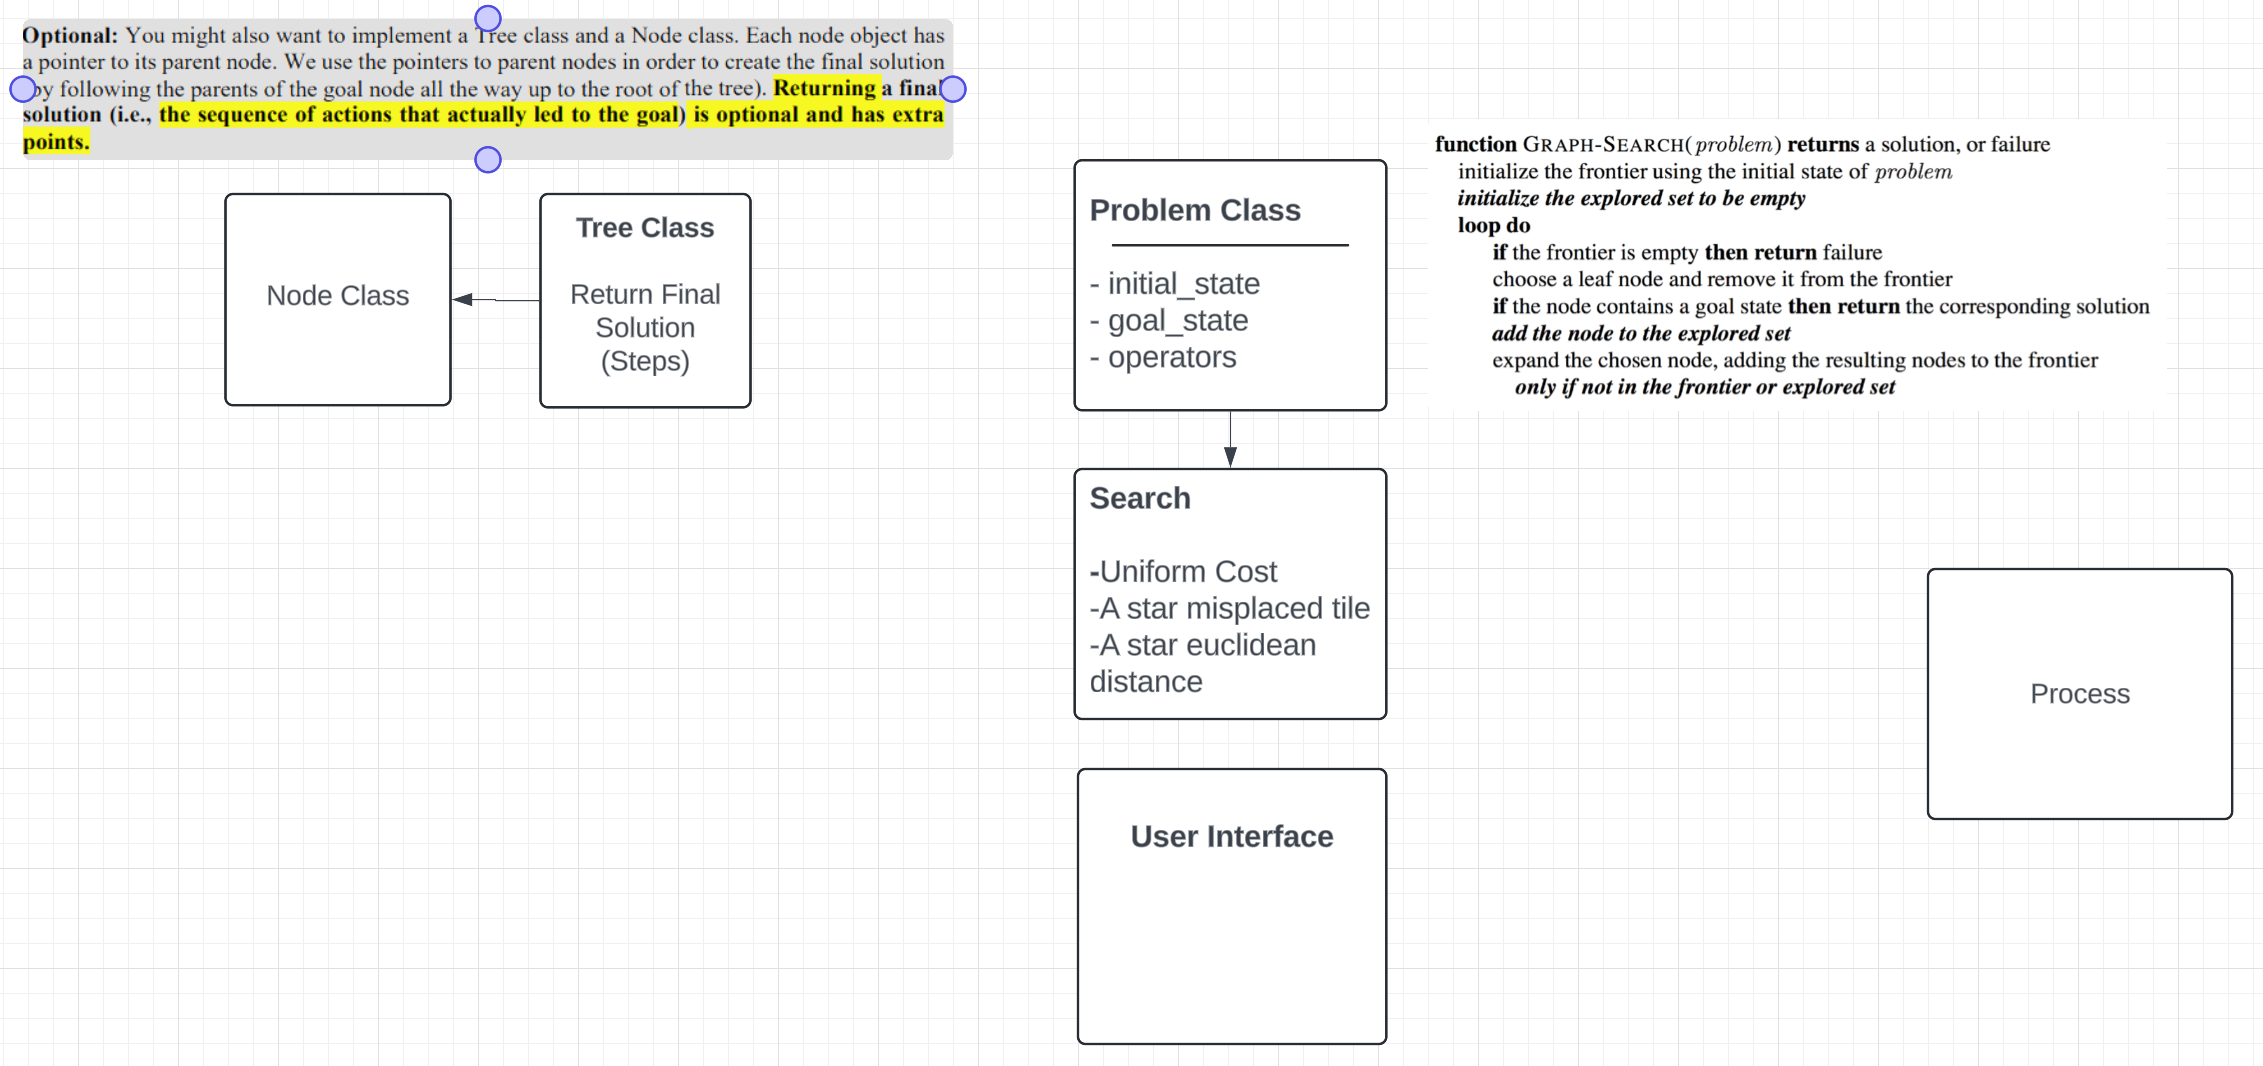 Optional: You might also want to implement a Tree class and a Node class. Each node object has
a pointer to its parent node. We use the pointers to parent nodes in order to create the final solution
by following the parents of the goal node all the way up to the root of the tree). Returning a final
solution (i.e., the sequence of actions that actually led to the goal) is optional and has extra
points.
Node Class
Tree Class
Return Final
Solution
(Steps)
Problem Class
- initial_state
- goal_state
- operators
function GRAPH-SEARCH(problem) returns a solution, or failure
initialize the frontier using the initial state of problem
initialize the explored set to be empty
loop do
if the frontier is empty then return failure
choose a leaf node and remove it from the frontier
if the node contains a goal state then return the corresponding solution
add the node to the explored set
expand the chosen node, adding the resulting nodes to the frontier
only if not in the frontier or explored set
Search
-Uniform Cost
-A star misplaced tile
-A star euclidean
distance
Process
User Interface